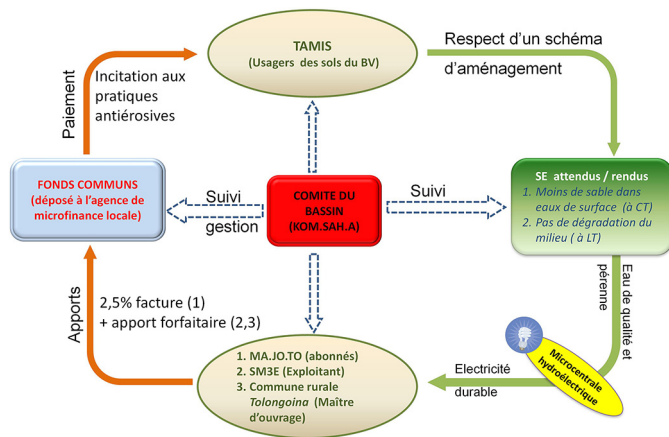 TAMIS
(Usagers des sols du BV)
Respect d'un schéma
d'aménagement
Paiement
Incitation aux
pratiques
antiérosives
FONDS COMMUNS
(déposé à l'agence de
microfinance locale)
Suivi
gestion
COMITE DU
BASSIN
(KOM.SAH.A)
Suivi
SE attendus / rendus
1. Moins de sable dans
eaux de surface (à CT)
2. Pas de dégradation du
milieu ( à LT)
Apports
2,5% facture (1)
+ apport forfaitaire (2,3)
1. MA.JO.TO (abonnés)
2. SM3E (Exploitant)
3. Commune rurale
Tolongoina (Maître
d'ouvrage)
Electricité
durable
Microcentrale
hydroélectrique
Eau de qualité et
pérenne